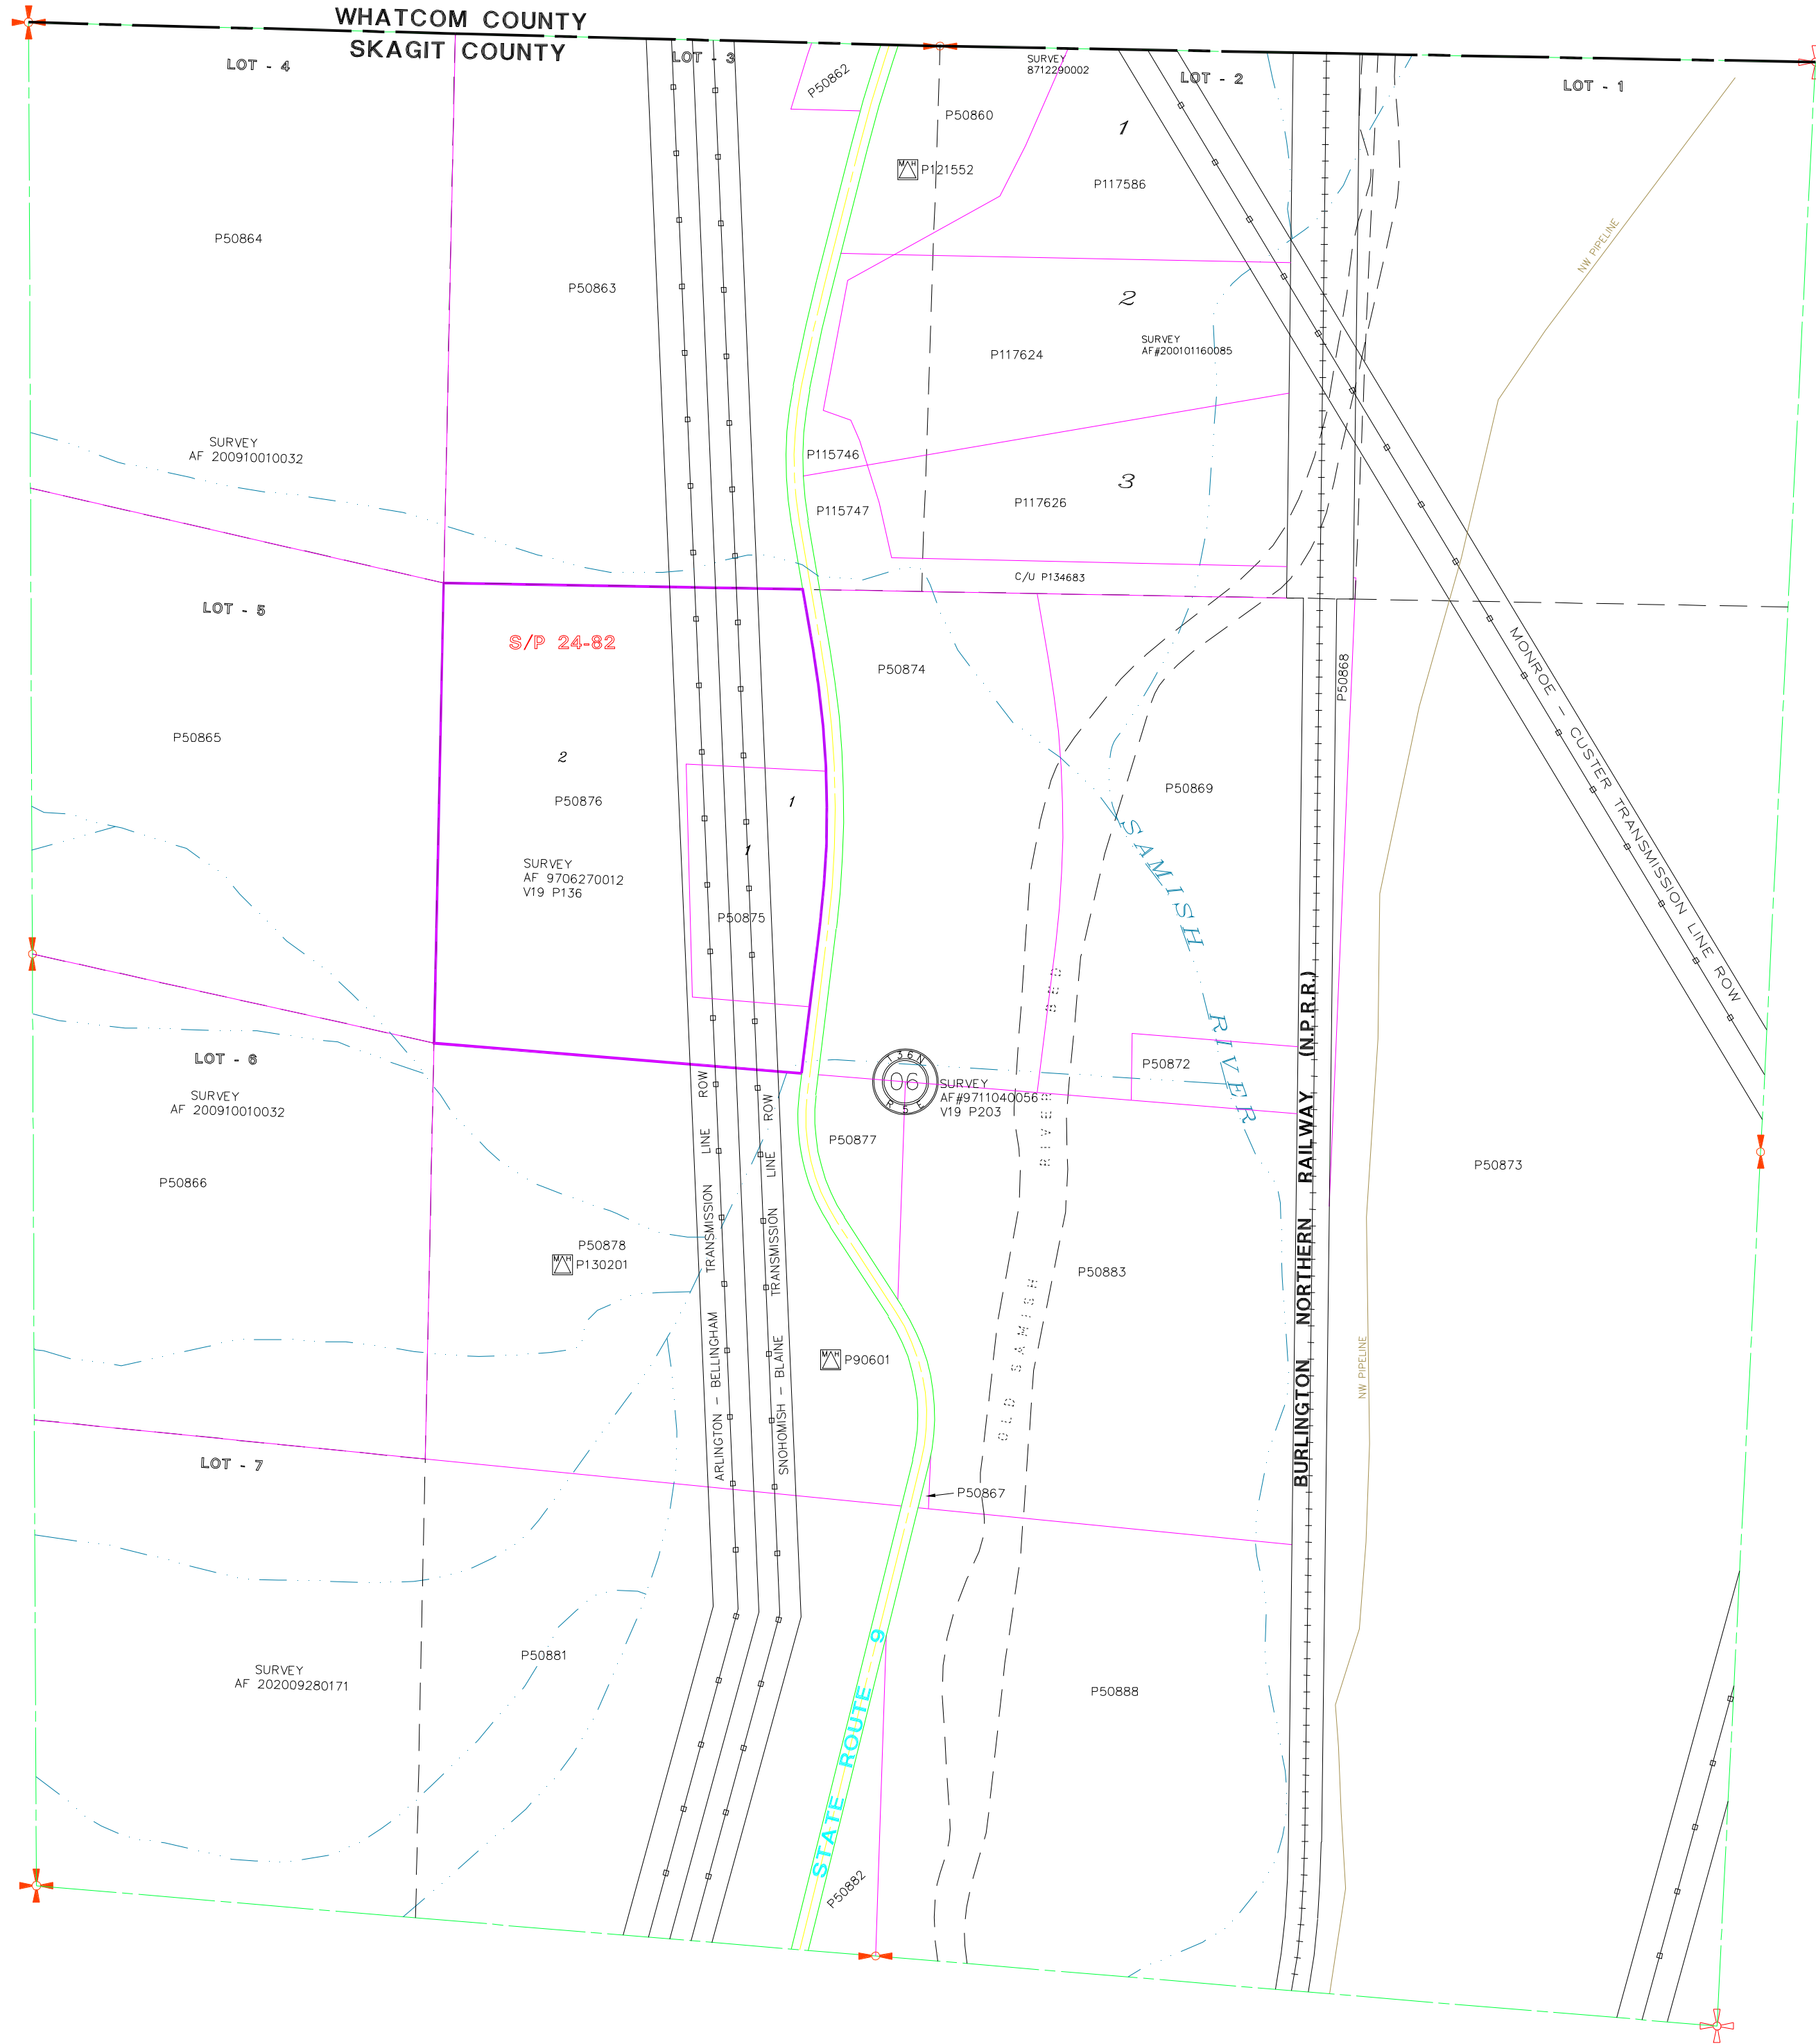 WHATCOM COUNTY
SKAGIT COUNTY
LOT - 4
LOT - 3
LOT - 2
LOT - 1
P50862
SURVEY
8712290002
P50860
1
M H
P121552
P117586
P50864
P50863
NW PIPELINE
2
P117624
SURVEY
AF#200101160085
SURVEY
AF 200910010032
P115746
3
P115747
P117626
C/U P134683
LOT - 5
S/P 24-82
P50874
P50868
MONROE - CUSTER TRANSMISSION LINE ROW
P50865
2
P50876
1
P50869
SAMISH RIVER
1
SURVEY
AF 9706270012
V19 P136
P50875
LOT - 6
SURVEY
AF 200910010032
T36N
06
R 5 E
SURVEY
AF#9711040056
V19 P203
P50872
P50877
P50873
P50866
P50878
M H
P130201
P50883
OLD SAMISH RIVER BED
BURLINGTON NORTHERN RAILWAY (N.P.R.R.)
ARLINGTON - BELLINGHAM TRANSMISSION LINE ROW
SNOHOMISH - BLAINE TRANSMISSION LINE ROW
M H
P90601
NW PIPELINE
LOT - 7
P50867
P50881
SURVEY
AF 202009280171
STATE ROUTE 9
P50888
P50882